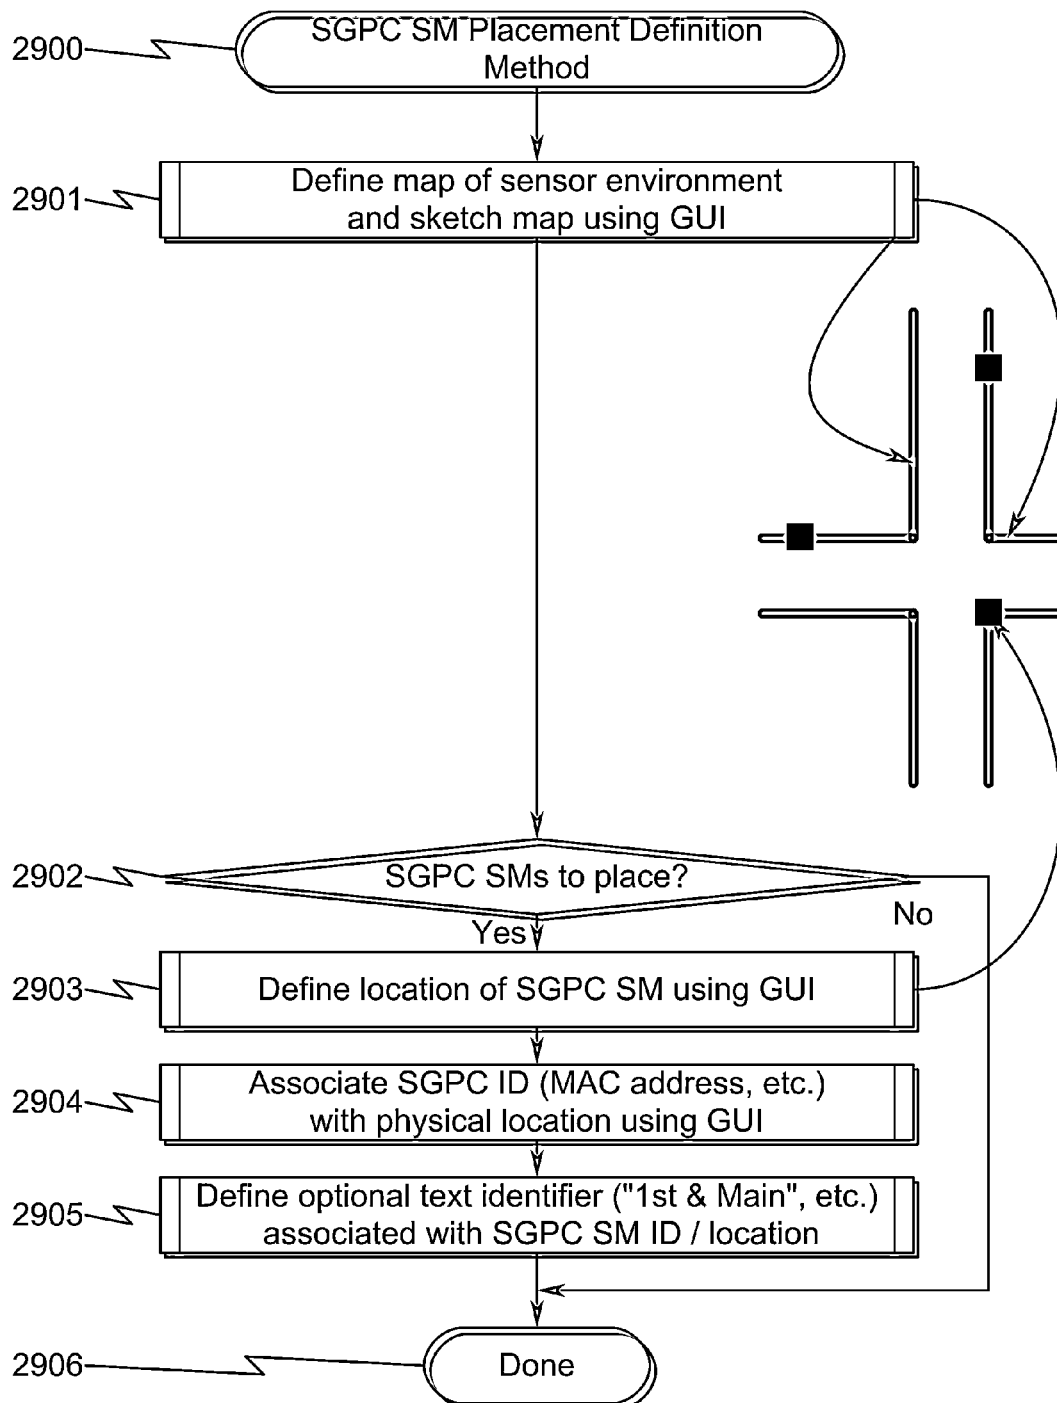 2900
SGPC SM Placement Definition
Method
2901
Define map of sensor environment
and sketch map using GUI
2902
SGPC SMs to place?
No
Yes
2903
Define location of SGPC SM using GUI
2904
Associate SGPC ID (MAC address, etc.)
with physical location using GUI
2905
Define optional text identifier ("1st & Main", etc.)
associated with SGPC SM ID / location
2906
Done